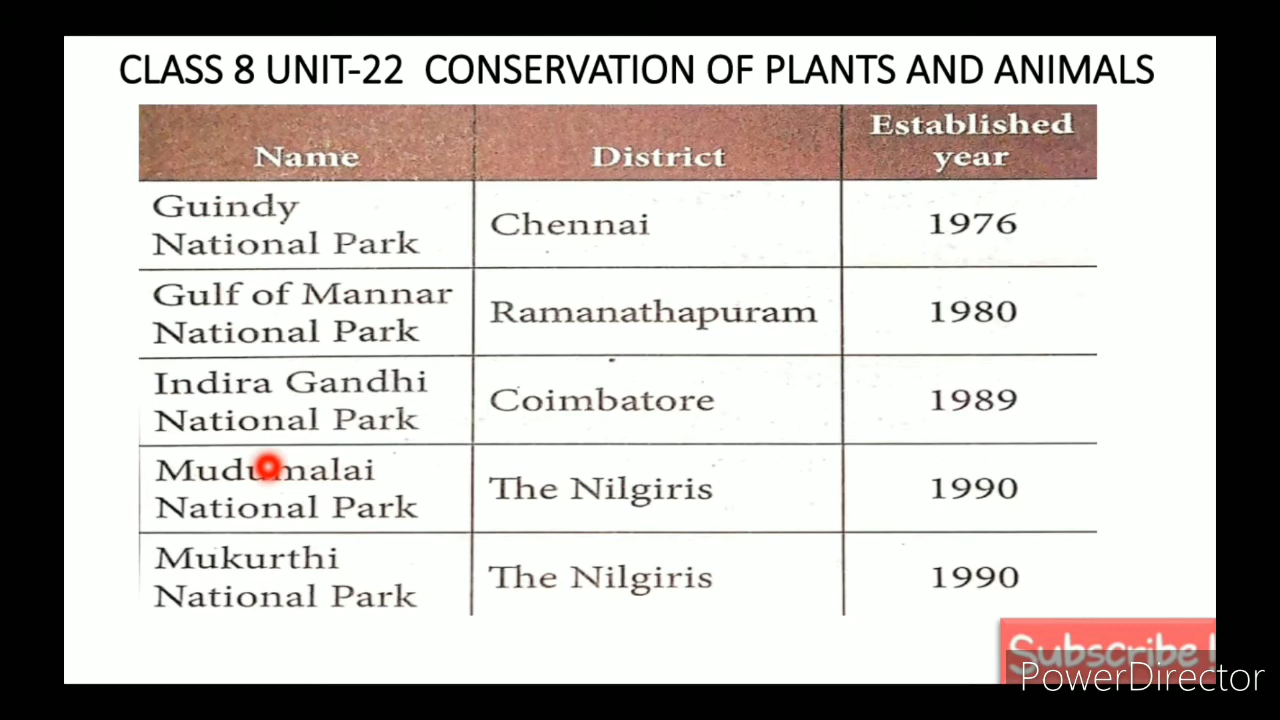 CLASS 8 UNIT-22 CONSERVATION OF PLANTS AND ANIMALS
Name District Established year
Guindy
National Park
Chennai
1976
Gulf of Mannar
National Park
Ramanathapuram
1980
Indira Gandhi
National Park
Coimbatore
1989
Mudumalai
National Park
The Nilgiris
1990
Mukurthi
National Park
The Nilgiris
1990
Subscribe !
PowerDirector